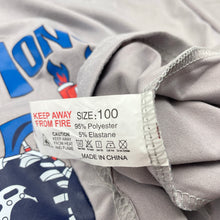 ION
KEEP AWAY
FROM FIRE
SIZE:100
95% Polyester
5% Elastane
MADE IN CHINA